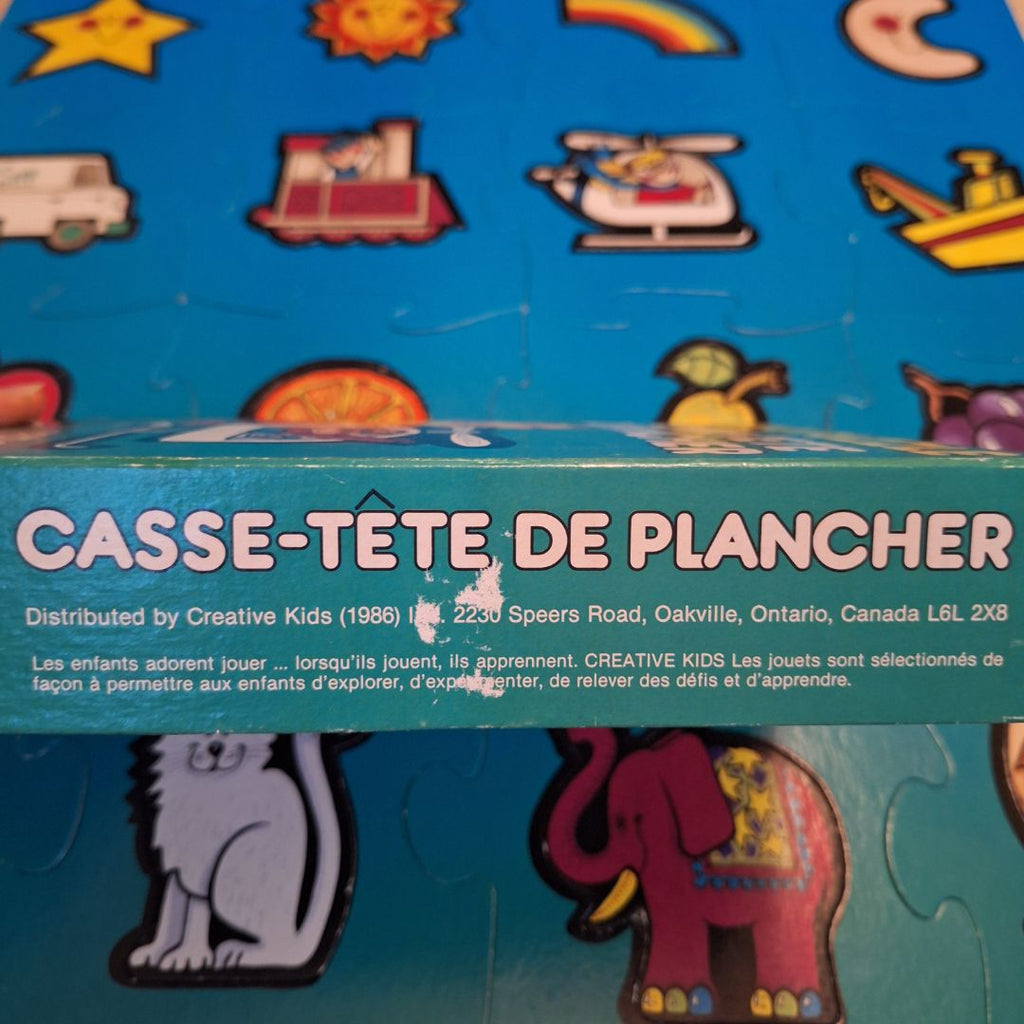 CASSE-TÊTE DE PLANCHER
Distributed by Creative Kids (1986) 2230 Speers Road, Oakville, Ontario, Canada L6L 2X8
Les enfants adorent jouer ... lorsqu'ils jouent, ils apprennent. CREATIVE KIDS Les jouets sont sélectionnés de
façon à permettre aux enfants d'explorer, d'expérimenter, de relever des défis et d'apprendre.